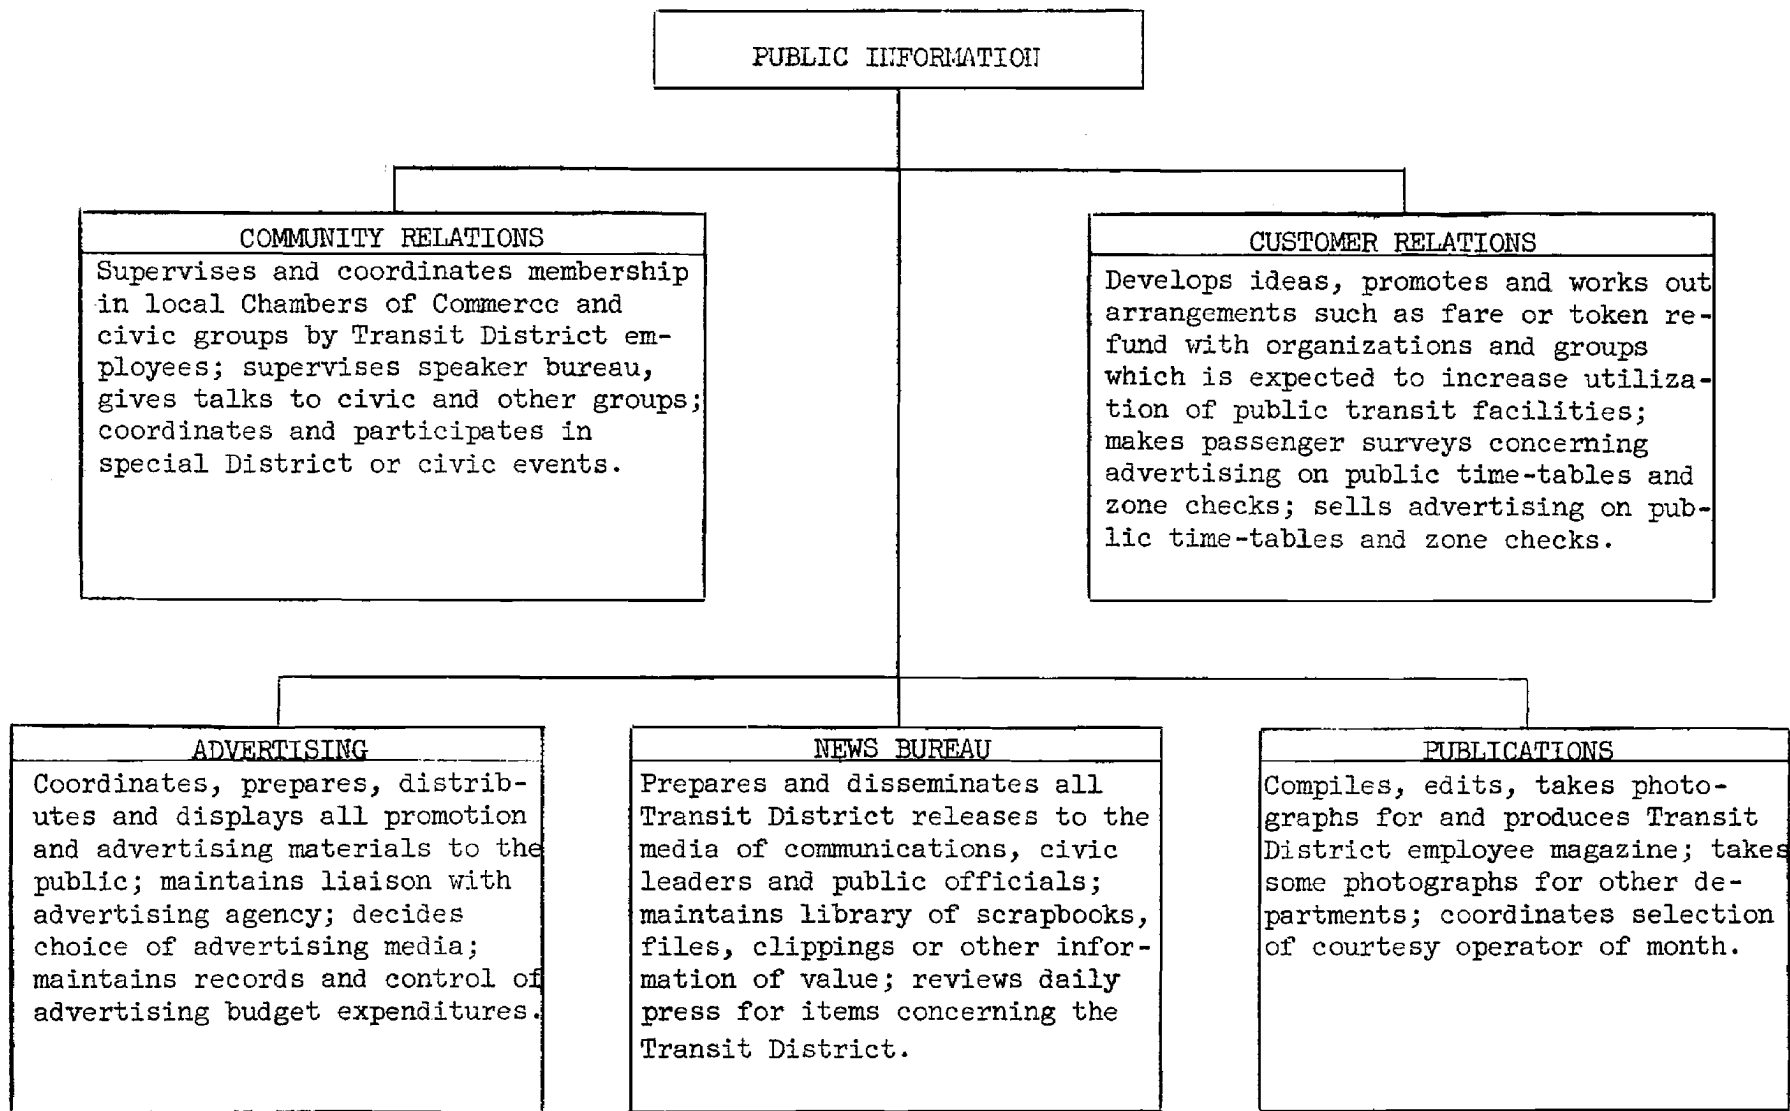 PUBLIC INFORMATION
COMMUNITY RELATIONS
Supervises and coordinates membership
in local Chambers of Commerce and
civic groups by Transit District em-
ployees; supervises speaker bureau,
gives talks to civic and other groups;
coordinates and participates in
special District or civic events.
CUSTOMER RELATIONS
Develops ideas, promotes and works out
arrangements such as fare or token re-
fund with organizations and groups
which is expected to increase utiliza-
tion of public transit facilities;
makes passenger surveys concerning
advertising on public time-tables and
zone checks; sells advertising on pub-
lic time-tables and zone checks.
ADVERTISING
Coordinates, prepares, distrib-
utes and displays all promotion
and advertising materials to the
public; maintains liaison with
advertising agency; decides
choice of advertising media;
maintains records and control of
advertising budget expenditures.
NEWS BUREAU
Prepares and disseminates all
Transit District releases to the
media of communications, civic
leaders and public officials;
maintains library of scrapbooks,
files, clippings or other infor-
mation of value; reviews daily
press for items concerning the
Transit District.
PUBLICATIONS
Compiles, edits, takes photo-
graphs for and produces Transit
District employee magazine; takes
some photographs for other de-
partments; coordinates selection
of courtesy operator of month.